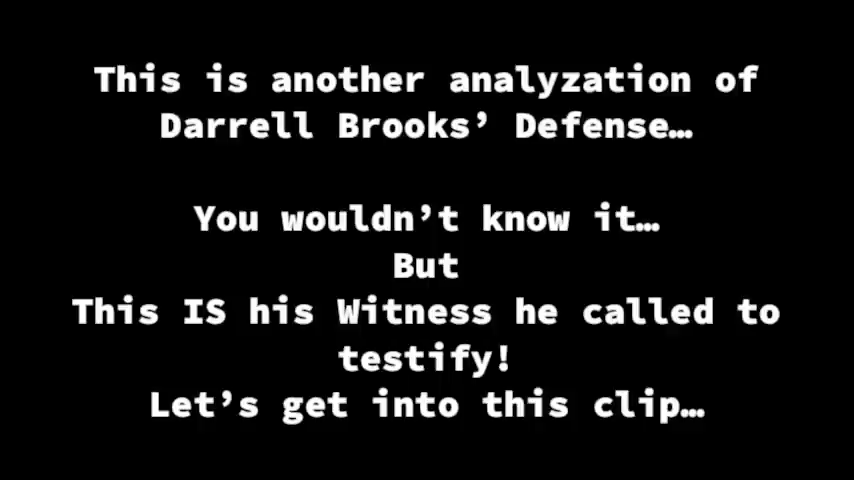 This is another analyzation of
Darrell Brooks’ Defense…
You wouldn’t know it…
But
This IS his Witness he called to
testify!
Let’s get into this clip…